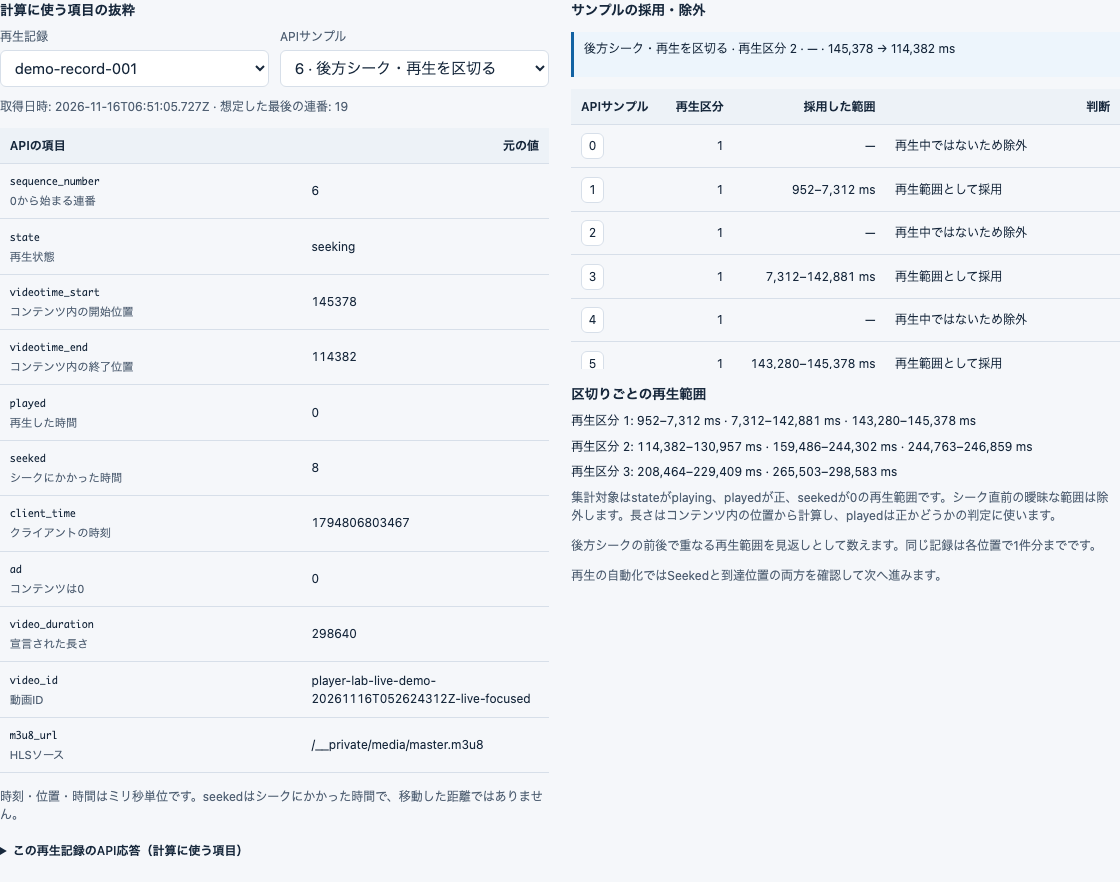 計算に使う項目の抜粋
再生記録
APIサンプル
demo-record-001
6 · 後方シーク・再生を区切る
取得日時: 2026-11-16T06:51:05.727Z · 想定した最後の連番: 19
APIの項目 元の値
sequence_number
0から始まる連番
6
state
再生状態
seeking
videotime_start
コンテンツ内の開始位置
145378
videotime_end
コンテンツ内の終了位置
114382
played
再生した時間
0
seeked
シークにかかった時間
8
client_time
クライアントの時刻
1794806803467
ad
コンテンツは0
0
video_duration
宣言された長さ
298640
video_id
動画ID
player-lab-live-demo-
20261116T052624312Z-live-focused
m3u8_url
HLSソース
/__private/media/master.m3u8
時刻・位置・時間はミリ秒単位です。seekedはシークにかかった時間で、移動した距離ではありませ
ん。
▶ この再生記録のAPI応答（計算に使う項目）
サンプルの採用・除外
後方シーク・再生を区切る · 再生区分 2 · — · 145,378 → 114,382 ms
APIサンプル 再生区分 採用した範囲 判断
0 1 — 再生中ではないため除外
1 1 952–7,312 ms 再生範囲として採用
2 1 — 再生中ではないため除外
3 1 7,312–142,881 ms 再生範囲として採用
4 1 — 再生中ではないため除外
5 1 143,280–145,378 ms 再生範囲として採用
区切りごとの再生範囲
再生区分 1: 952–7,312 ms · 7,312–142,881 ms · 143,280–145,378 ms
再生区分 2: 114,382–130,957 ms · 159,486–244,302 ms · 244,763–246,859 ms
再生区分 3: 208,464–229,409 ms · 265,503–298,583 ms
集計対象はstateがplaying、playedが正、seekedが0の再生範囲です。シーク直前の曖昧な範囲は除
外します。長さはコンテンツ内の位置から計算し、playedは正かどうかの判定に使います。
後方シークの前後で重なる再生範囲を見返しとして数えます。同じ記録は各位置で1件分までです。
再生の自動化ではSeekedと到達位置の両方を確認して次へ進みます。